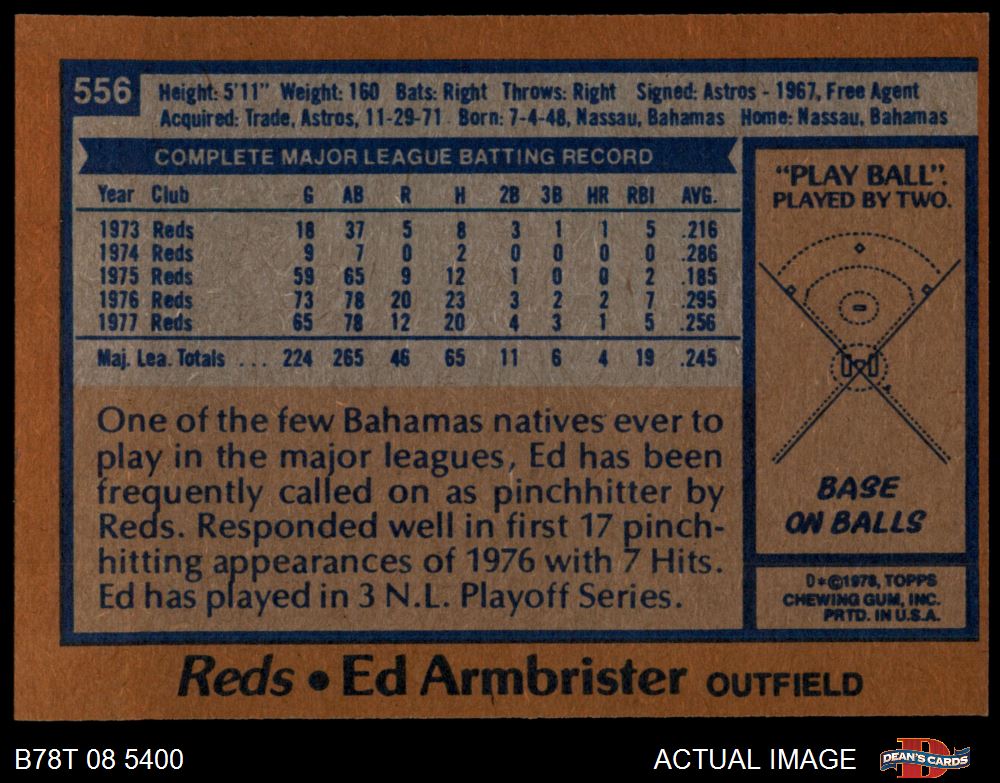 556
Height: 5'11" Weight: 160 Bats: Right Throws: Right Signed: Astros - 1967, Free Agent
Acquired: Trade, Astros, 11-29-71 Born: 7-4-48, Nassau, Bahamas Home: Nassau, Bahamas
COMPLETE MAJOR LEAGUE BATTING RECORD
Year Club G AB R H 2B 3B HR RBI AVG.
1973 Reds 18 37 5 8 3 1 1 5 .216
1974 Reds 9 7 0 2 0 0 0 0 .286
1975 Reds 59 65 9 12 1 0 0 2 .185
1976 Reds 73 78 20 23 3 2 2 7 .295
1977 Reds 65 78 12 20 4 3 1 5 .256
Maj. Lea. Totals ... 224 265 46 65 11 6 4 19 .245
One of the few Bahamas natives ever to
play in the major leagues, Ed has been
frequently called on as pinchhitter by
Reds. Responded well in first 17 pinch-
hitting appearances of 1976 with 7 Hits.
Ed has played in 3 N.L. Playoff Series.
"PLAY BALL".
PLAYED BY TWO.
BASE
ON BALLS
D*©1978, TOPPS
CHEWING GUM, INC.
PRTD. IN U.S.A.
Reds • Ed Armbrister OUTFIELD
B78T 08 5400
ACTUAL IMAGE
DEAN'S CARDS